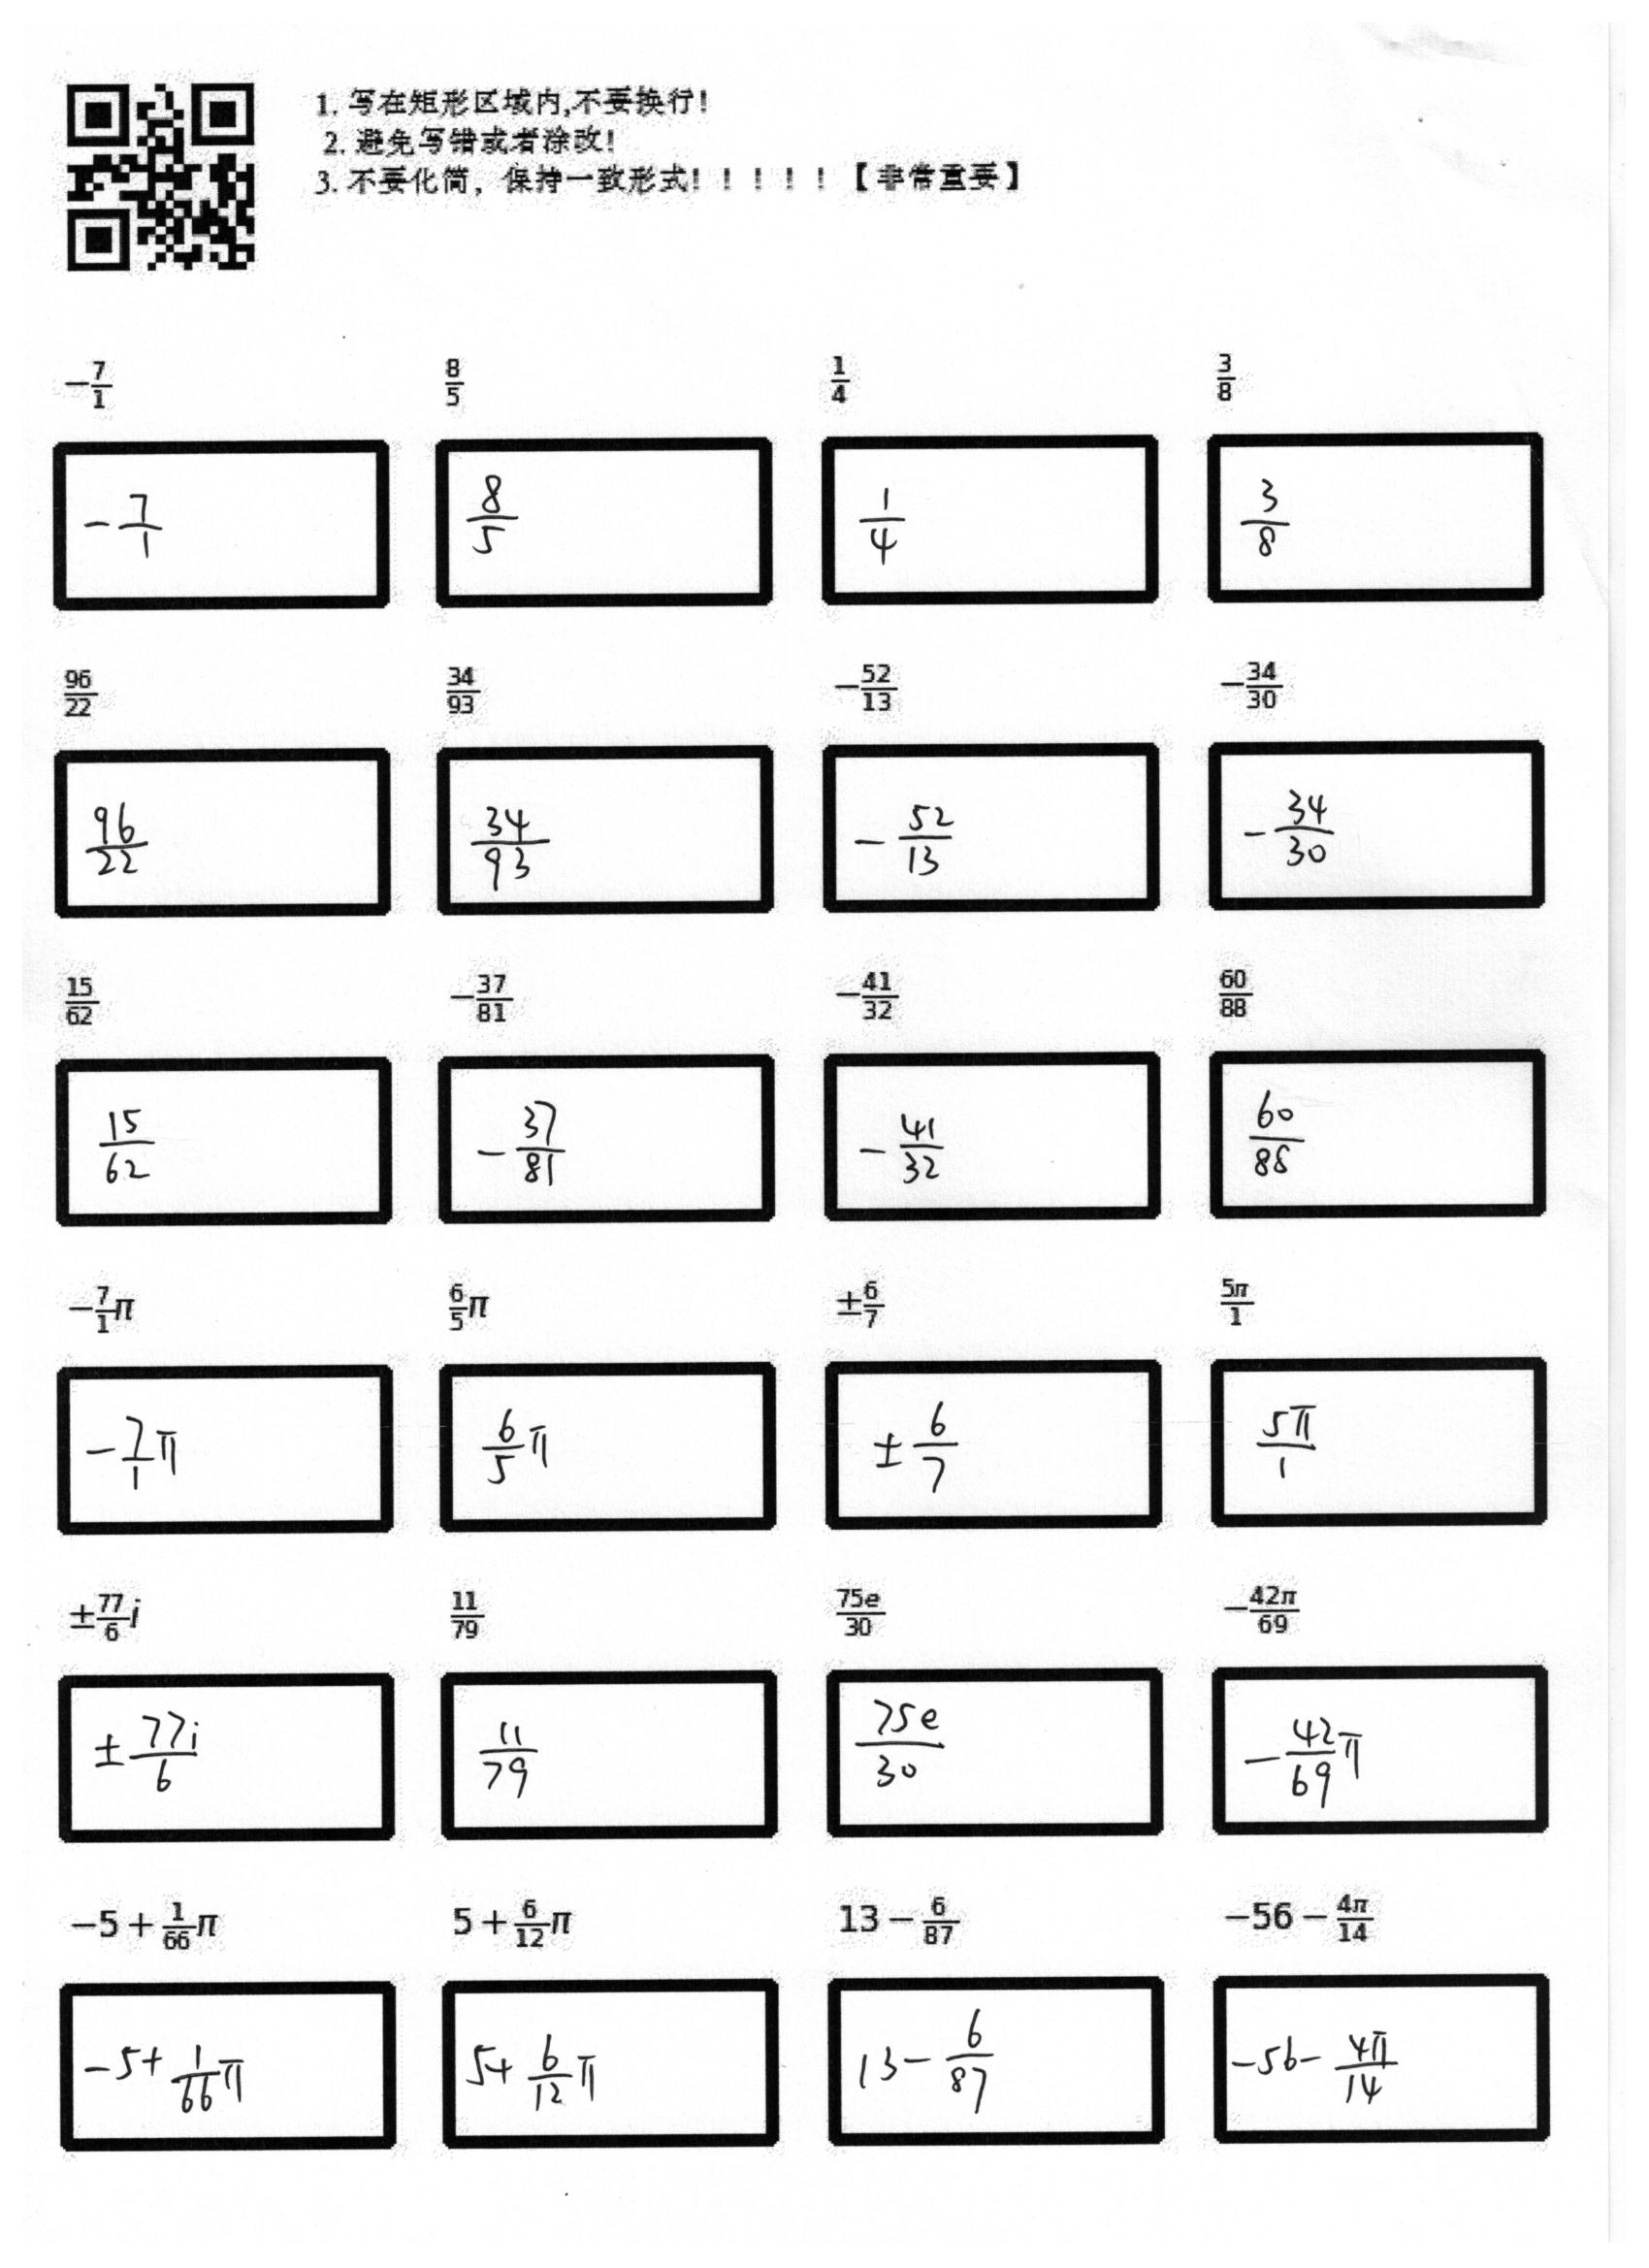 1. 写在矩形区域内,不要换行!
2. 避免写错或者涂改!
3. 不要化简，保持一致形式!！！！！【非常重要】
$-\frac{7}{1}$ $\frac{8}{5}$ $\frac{1}{4}$ $\frac{3}{8}$
$-\frac{7}{1}$ $\frac{8}{5}$ $\frac{1}{4}$ $\frac{3}{8}$
$\frac{96}{22}$ $\frac{34}{93}$ $-\frac{52}{13}$ $-\frac{34}{30}$
$\frac{96}{22}$ $\frac{34}{93}$ $-\frac{52}{13}$ $-\frac{34}{30}$
$\frac{15}{62}$ $-\frac{37}{81}$ $-\frac{41}{32}$ $\frac{60}{88}$
$\frac{15}{62}$ $-\frac{37}{81}$ $-\frac{41}{32}$ $\frac{60}{88}$
$-\frac{7}{1}\pi$ $\frac{6}{5}\pi$ $\pm\frac{6}{7}$ $\frac{5\pi}{1}$
$-\frac{7}{1}\pi$ $\frac{6}{5}\pi$ $\pm\frac{6}{7}$ $\frac{5\pi}{1}$
$\pm\frac{77}{6}i$ $\frac{11}{79}$ $\frac{75e}{30}$ $-\frac{42\pi}{69}$
$\pm\frac{77i}{6}$ $\frac{11}{79}$ $\frac{75e}{30}$ $-\frac{42}{69}\pi$
$-5+\frac{1}{66}\pi$ $5+\frac{6}{12}\pi$ $13-\frac{6}{87}$ $-56-\frac{4\pi}{14}$
$-5+\frac{1}{66}\pi$ $5+\frac{6}{12}\pi$ $13-\frac{6}{87}$ $-56-\frac{4\pi}{14}$